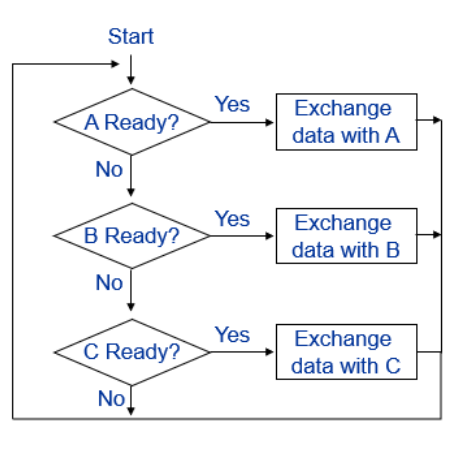 Start
A Ready?
Yes
Exchange
data with A
No
B Ready?
Yes
Exchange
data with B
No
C Ready?
Yes
Exchange
data with C
No